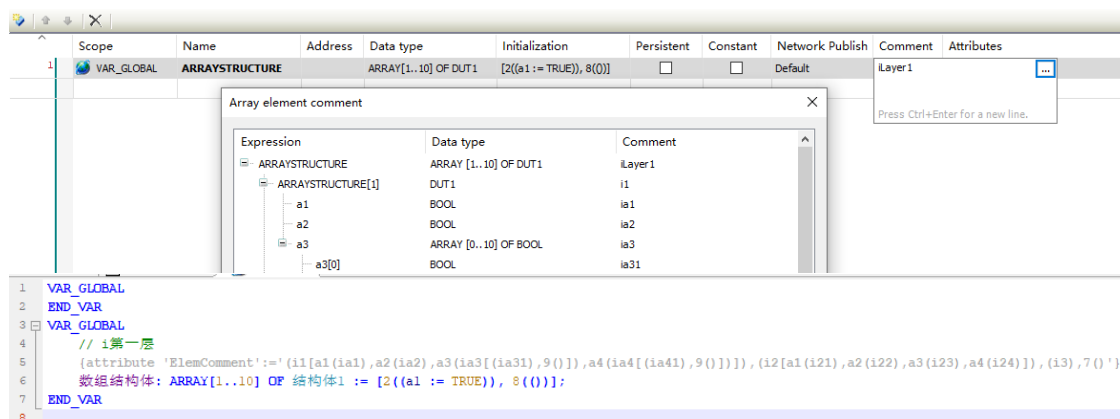 Scope Name Address Data type Initialization Persistent Constant Network Publish Comment Attributes
1 VAR_GLOBAL ARRAYSTRUCTURE ARRAY[1..10] OF DUT1 [2((a1 := TRUE)), 8(())] Default iLayer1 ...
Press Ctrl+Enter for a new line.
Array element comment
Expression Data type Comment
ARRAYSTRUCTURE ARRAY [1..10] OF DUT1 iLayer1
ARRAYSTRUCTURE[1] DUT1 i1
a1 BOOL ia1
a2 BOOL ia2
a3 ARRAY [0..10] OF BOOL ia3
a3[0] BOOL ia31
1 VAR_GLOBAL
2 END_VAR
3 VAR_GLOBAL
4 // i第一层
5 {attribute 'ElemComment':='(i1[a1(ia1),a2(ia2),a3(ia3[(ia31),9()]),a4(ia4[(ia41),9()])]),(i2[a1(i21),a2(i22),a3(i23),a4(i24)]),(i3),7()'}
6 数组结构体: ARRAY[1..10] OF 结构体1 := [2((a1 := TRUE)), 8(())];
7 END_VAR
8